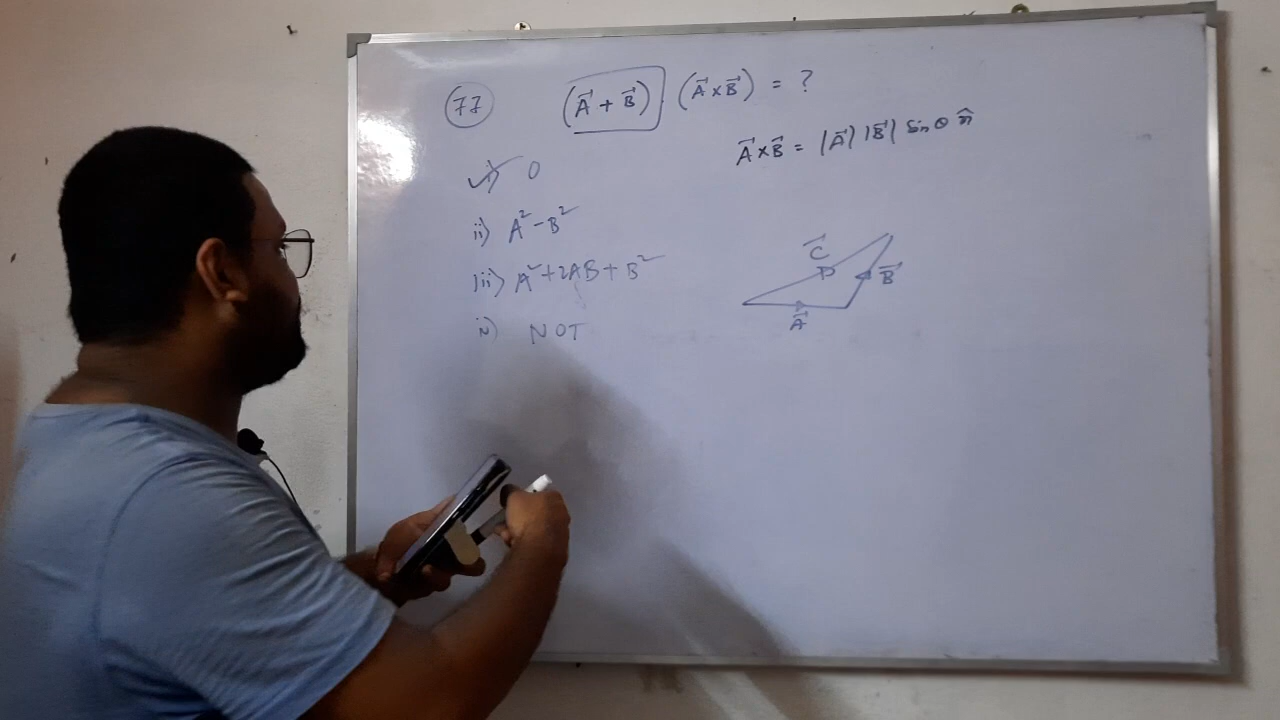 77 (A⃗ + B⃗) . (A⃗ × B⃗) = ?
A⃗ × B⃗ = |A⃗| |B⃗| Sin θ n̂
i) 0
ii) A² - B²
iii) A² + 2AB + B²
iv) NOT
C⃗
B⃗
A⃗